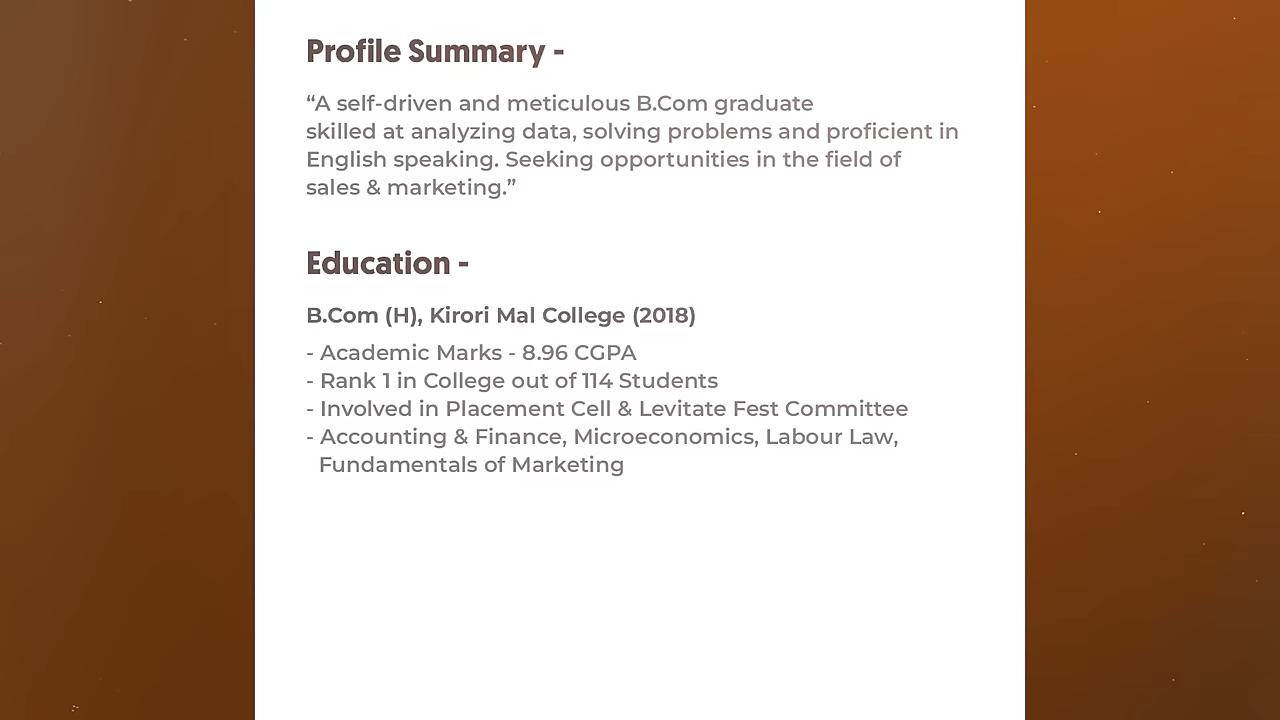 Profile Summary -
“A self-driven and meticulous B.Com graduate
skilled at analyzing data, solving problems and proficient in
English speaking. Seeking opportunities in the field of
sales & marketing.”
Education -
B.Com (H), Kirori Mal College (2018)
- Academic Marks - 8.96 CGPA
- Rank 1 in College out of 114 Students
- Involved in Placement Cell & Levitate Fest Committee
- Accounting & Finance, Microeconomics, Labour Law,
Fundamentals of Marketing